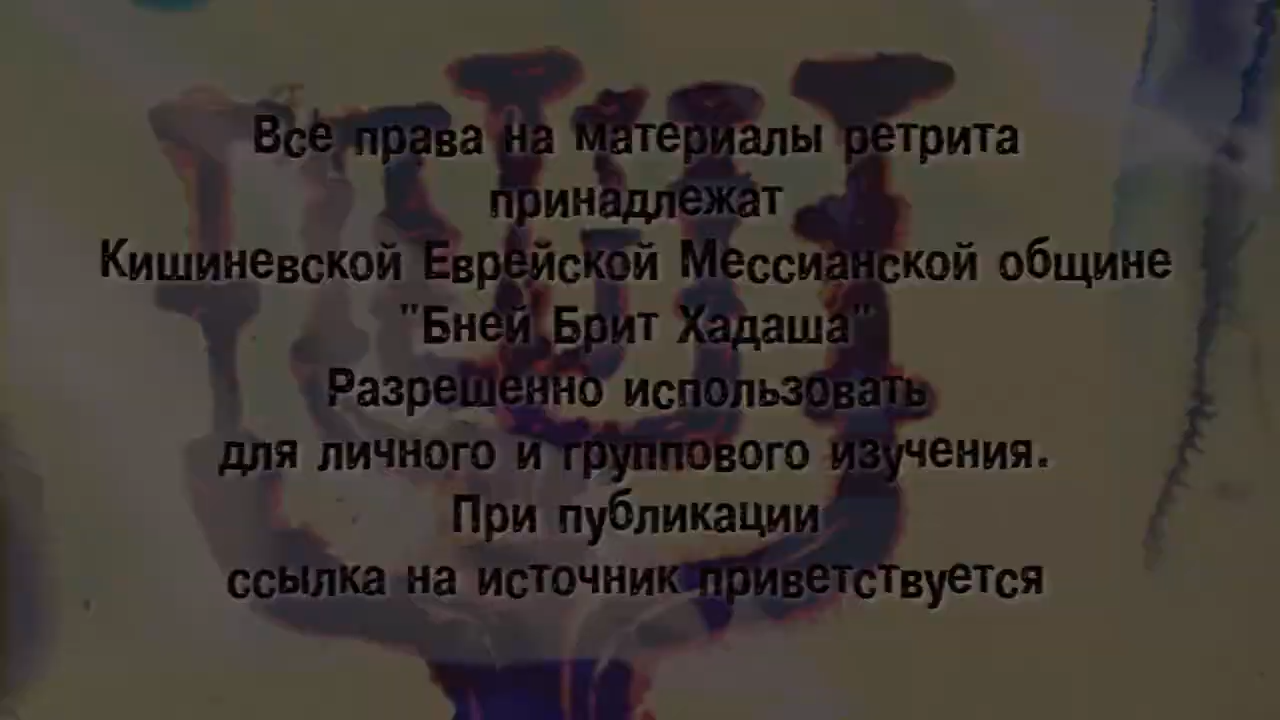 Все права на материалы ретрита
принадлежат
Кишиневской Еврейской Мессианской общине
"Бней Брит Хадаша"
Разрешенно использовать
для личного и группового изучения.
При публикации
ссылка на источник приветствуется